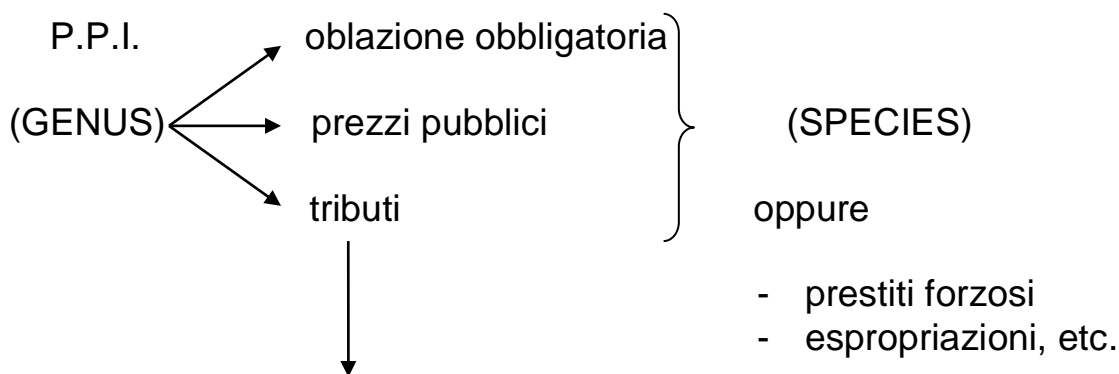 P.P.I. oblazione obbligatoria
(GENUS) prezzi pubblici (SPECIES)
tributi oppure
- prestiti forzosi
- espropriazioni, etc.